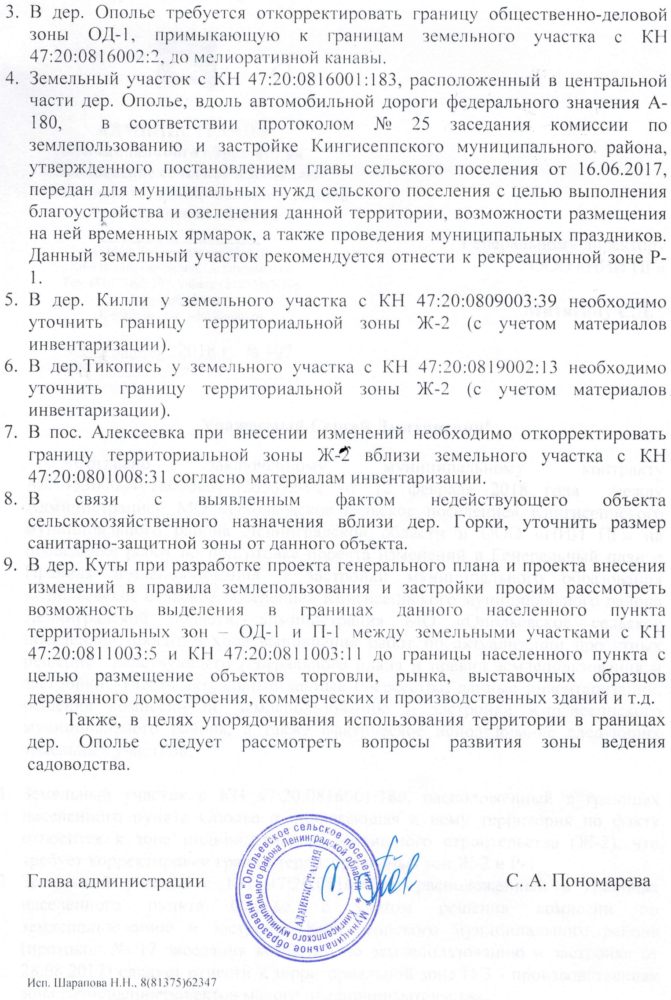 3. В дер. Ополье требуется откорректировать границу общественно-деловой
зоны ОД-1, примыкающую к границам земельного участка с КН
47:20:0816002:2, до мелиоративной канавы.
4. Земельный участок с КН 47:20:0816001:183, расположенный в центральной
части дер. Ополье, вдоль автомобильной дороги федерального значения А-
180, в соответствии протоколом № 25 заседания комиссии по
землепользованию и застройке Кингисеппского муниципального района,
утвержденного постановлением главы сельского поселения от 16.06.2017,
передан для муниципальных нужд сельского поселения с целью выполнения
благоустройства и озеленения данной территории, возможности размещения
на ней временных ярмарок, а также проведения муниципальных праздников.
Данный земельный участок рекомендуется отнести к рекреационной зоне Р-
1.
5. В дер. Килли у земельного участка с КН 47:20:0809003:39 необходимо
уточнить границу территориальной зоны Ж-2 (с учетом материалов
инвентаризации).
6. В дер.Тикопись у земельного участка с КН 47:20:0819002:13 необходимо
уточнить границу территориальной зоны Ж-2 (с учетом материалов
инвентаризации).
7. В пос. Алексеевка при внесении изменений необходимо откорректировать
границу территориальной зоны Ж-2 вблизи земельного участка с КН
47:20:0801008:31 согласно материалам инвентаризации.
8. В связи с выявленным фактом недействующего объекта
сельскохозяйственного назначения вблизи дер. Горки, уточнить размер
санитарно-защитной зоны от данного объекта.
9. В дер. Куты при разработке проекта генерального плана и проекта внесения
изменений в правила землепользования и застройки просим рассмотреть
возможность выделения в границах данного населенного пункта
территориальных зон – ОД-1 и П-1 между земельными участками с КН
47:20:0811003:5 и КН 47:20:0811003:11 до границы населенного пункта с
целью размещение объектов торговли, рынка, выставочных образцов
деревянного домостроения, коммерческих и производственных зданий и т.д.
Также, в целях упорядочивания использования территории в границах
дер. Ополье следует рассмотреть вопросы развития зоны ведения
садоводства.
Глава администрации
С. А. Пономарева
* Муниципальное образование "Опольевское сельское поселение"
* Кингисеппского муниципального района Ленинградской области
АДМИНИСТРАЦИЯ
Исп. Шарапова Н.Н., 8(81375)62347